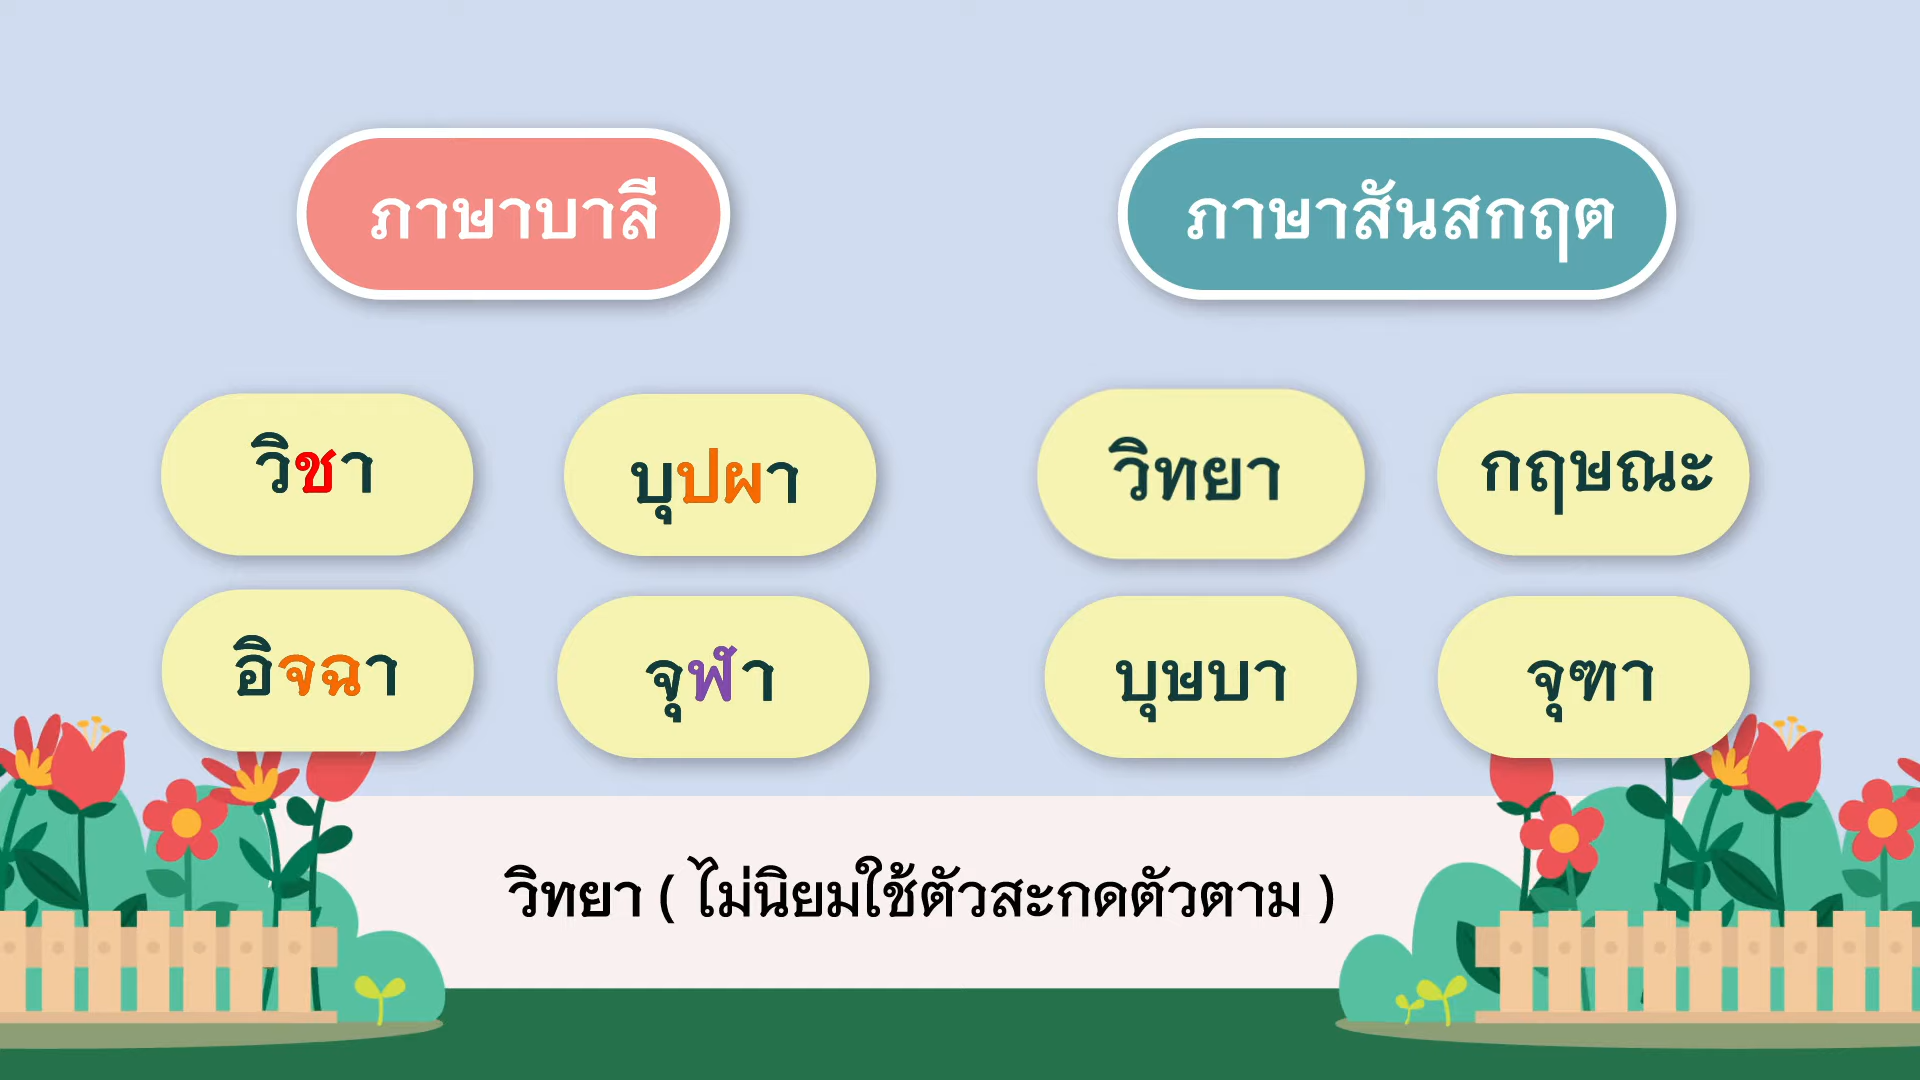 ภาษาบาลี
ภาษาสันสกฤต
วิชา
บุปผา
วิทยา
กฤษณะ
อิจฉา
จุฬา
บุษบา
จุฑา
วิทยา ( ไม่นิยมใช้ตัวสะกดตัวตาม )